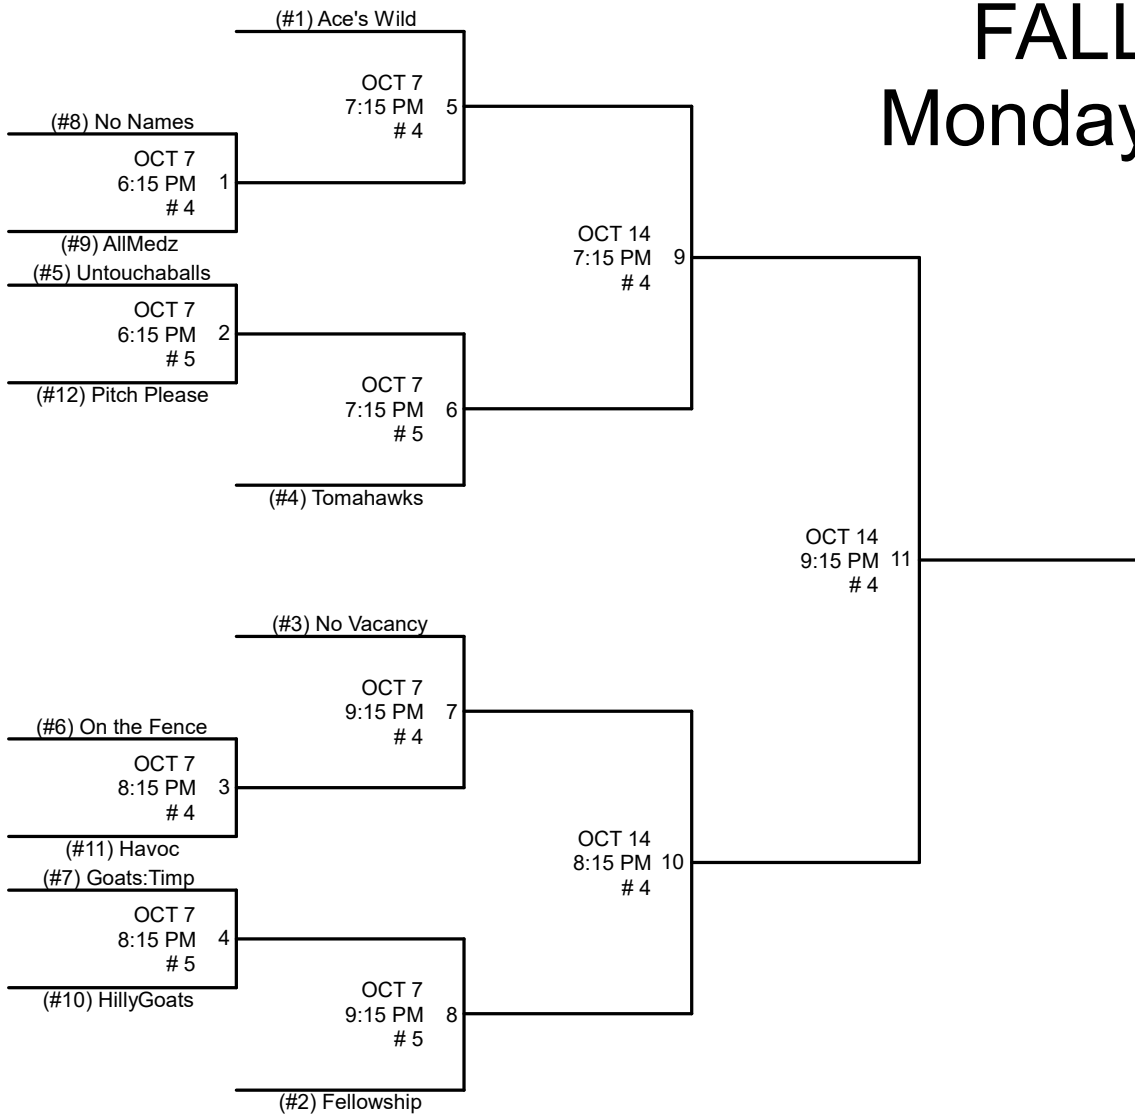 FALL
Monday
(#1) Ace's Wild
OCT 7
7:15 PM 5
# 4
(#8) No Names
OCT 7
6:15 PM 1
# 4
(#9) AllMedz
(#5) Untouchaballs
OCT 7
6:15 PM 2
# 5
(#12) Pitch Please
OCT 14
7:15 PM 9
# 4
OCT 7
7:15 PM 6
# 5
(#4) Tomahawks
OCT 14
9:15 PM 11
# 4
(#3) No Vacancy
OCT 7
9:15 PM 7
# 4
(#6) On the Fence
OCT 7
8:15 PM 3
# 4
(#11) Havoc
(#7) Goats:Timp
OCT 7
8:15 PM 4
# 5
(#10) HillyGoats
OCT 14
8:15 PM 10
# 4
OCT 7
9:15 PM 8
# 5
(#2) Fellowship